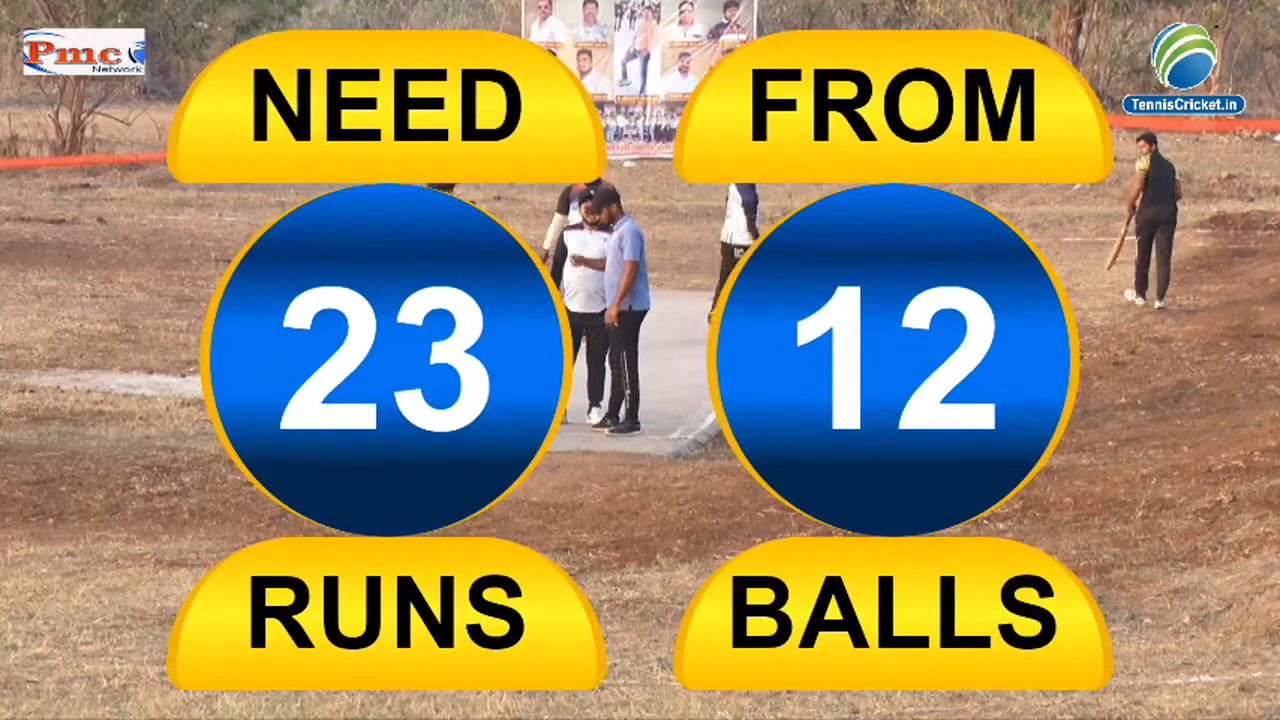 Pmc
Network
TennisCricket.in
NEED
23
RUNS
FROM
12
BALLS